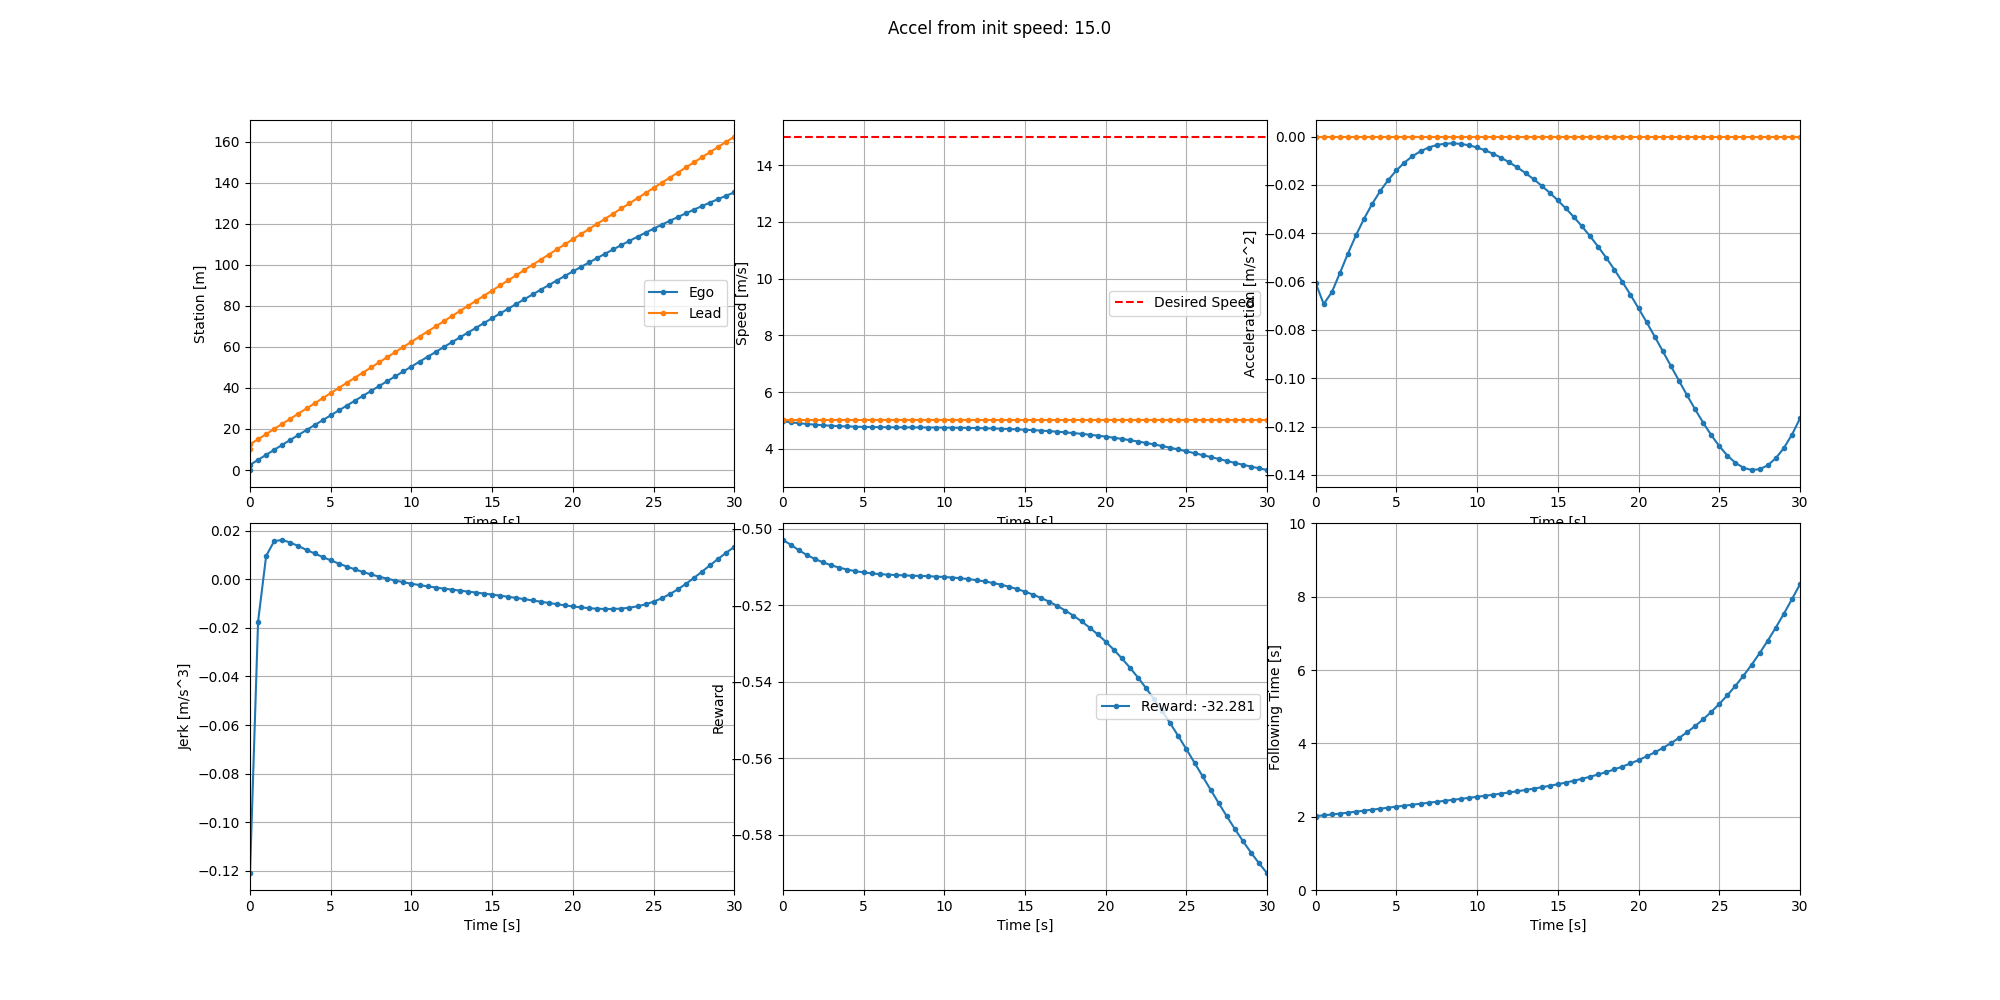 Accel from init speed: 15.0
160
140
120
100
80
60
40
20
0
Station [m]
Ego
Lead
0 5 10 15 20 25 30
Time [s]
14
12
10
8
6
4
Speed [m/s]
Desired Speed
0 5 10 15 20 25 30
Time [s]
0.00
−0.02
−0.04
−0.06
−0.08
−0.10
−0.12
−0.14
Acceleration [m/s^2]
0 5 10 15 20 25 30
Time [s]
0.02
0.00
−0.02
−0.04
−0.06
−0.08
−0.10
−0.12
Jerk [m/s^3]
0 5 10 15 20 25 30
Time [s]
−0.50
−0.52
−0.54
−0.56
−0.58
Reward
Reward: -32.281
0 5 10 15 20 25 30
Time [s]
10
8
6
4
2
0
Following Time [s]
0 5 10 15 20 25 30
Time [s]